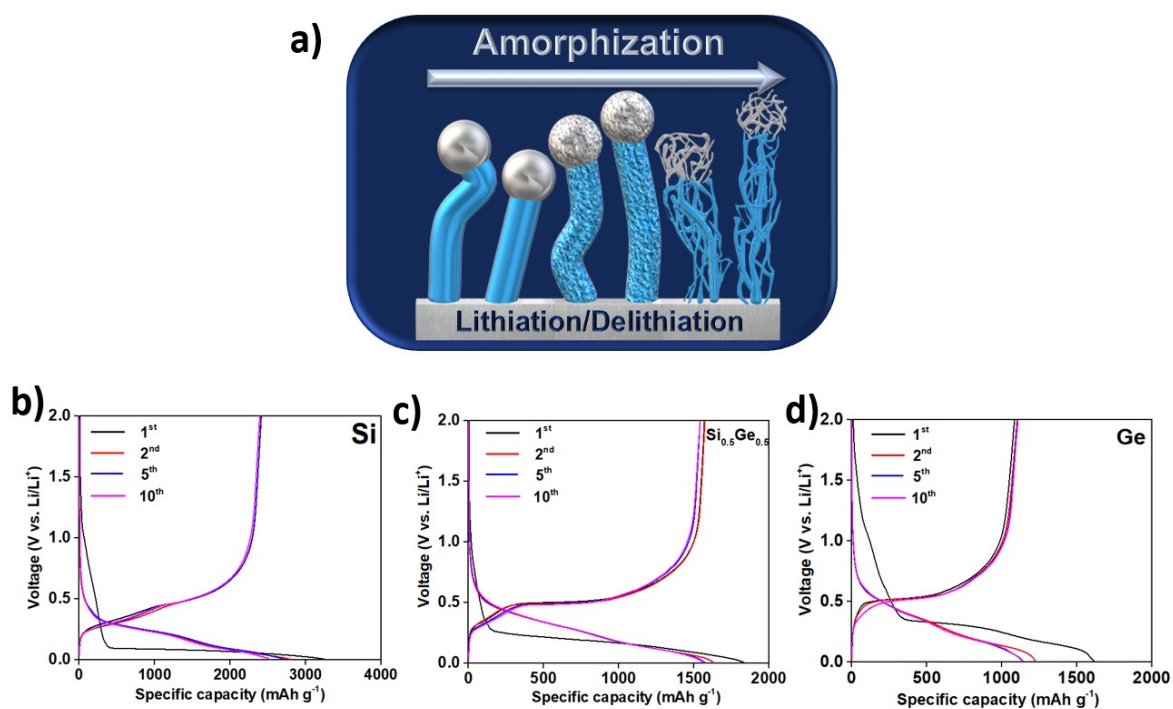 a)
Amorphization
Lithiation/Delithiation
b)
Si
1st
2nd
5th
10th
2.0
1.5
1.0
0.5
0.0
Voltage (V vs. Li/Li+)
0 1000 2000 3000 4000
Specific capacity (mAh g-1)
c)
Si0.5Ge0.5
1st
2nd
5th
10th
2.0
1.5
1.0
0.5
0.0
Voltage (V vs. Li/Li+)
0 500 1000 1500 2000
Specific capacity (mAh g-1)
d)
Ge
1st
2nd
5th
10th
2.0
1.5
1.0
0.5
0.0
Voltage (V vs. Li/Li+)
0 500 1000 1500 2000
Specific capacity (mAh g-1)